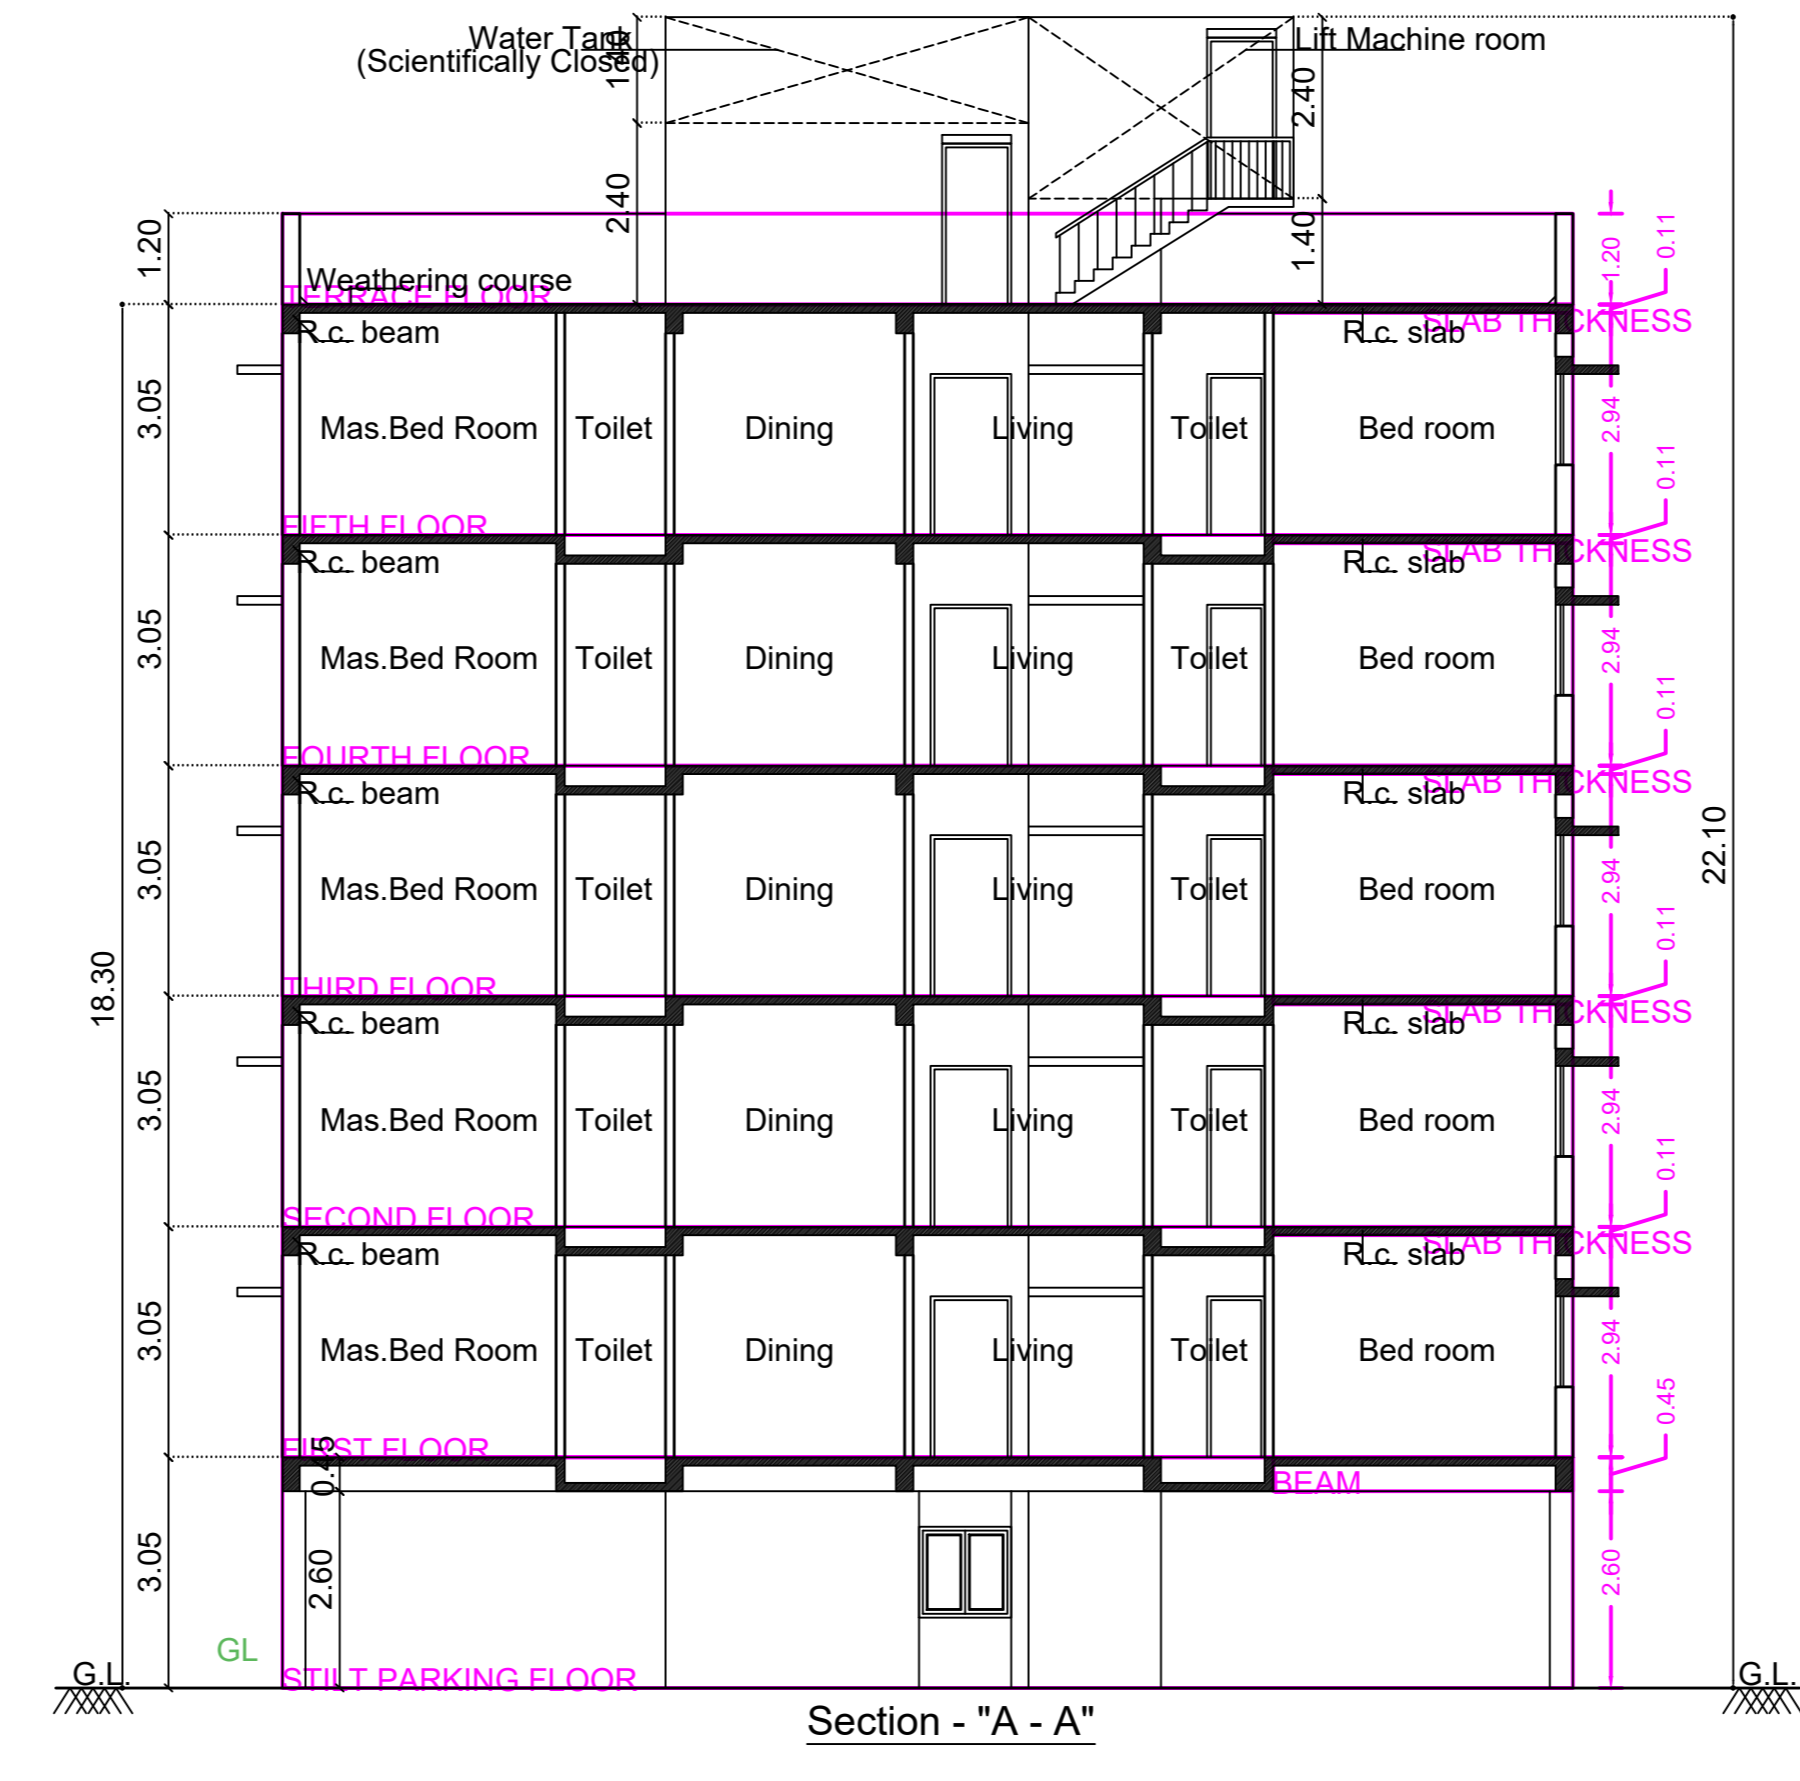 Water Tank
(Scientifically Closed)
1.40
Lift Machine room
2.40
2.40
1.40
1.20
1.20
0.11
Weathering course
TERRACE FLOOR
R.c. beam
R.c. slab
SLAB THICKNESS
3.05
Mas.Bed Room
Toilet
Dining
Living
Toilet
Bed room
2.94
0.11
FIFTH FLOOR
R.c. beam
R.c. slab
SLAB THICKNESS
3.05
Mas.Bed Room
Toilet
Dining
Living
Toilet
Bed room
2.94
0.11
FOURTH FLOOR
R.c. beam
R.c. slab
SLAB THICKNESS
22.10
3.05
Mas.Bed Room
Toilet
Dining
Living
Toilet
Bed room
2.94
0.11
18.30
THIRD FLOOR
R.c. beam
R.c. slab
SLAB THICKNESS
3.05
Mas.Bed Room
Toilet
Dining
Living
Toilet
Bed room
2.94
0.11
SECOND FLOOR
R.c. beam
R.c. slab
SLAB THICKNESS
3.05
Mas.Bed Room
Toilet
Dining
Living
Toilet
Bed room
2.94
0.45
FIRST FLOOR
0.45
BEAM
3.05
2.60
2.60
GL
G.L.
STILT PARKING FLOOR
G.L.
Section - "A - A"